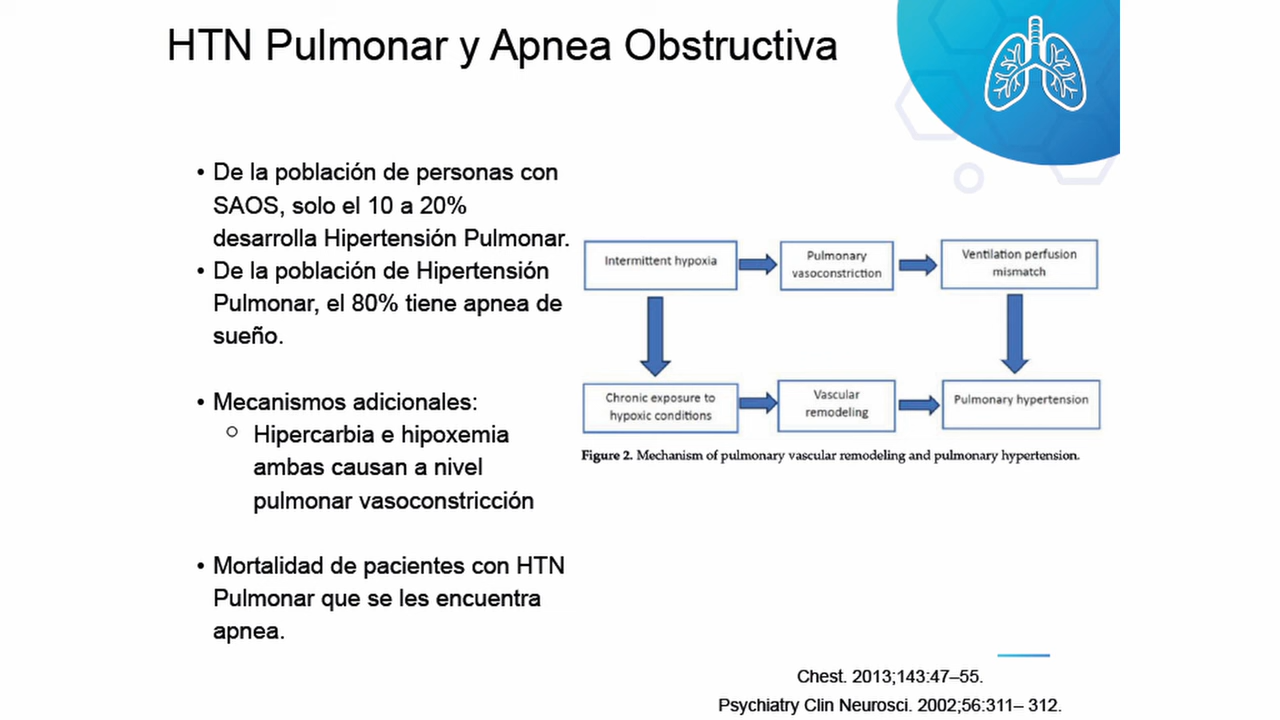 HTN Pulmonar y Apnea Obstructiva
• De la población de personas con
SAOS, solo el 10 a 20%
desarrolla Hipertensión Pulmonar.
• De la población de Hipertensión
Pulmonar, el 80% tiene apnea de
sueño.
• Mecanismos adicionales:
○ Hipercarbia e hipoxemia
ambas causan a nivel
pulmonar vasoconstricción
• Mortalidad de pacientes con HTN
Pulmonar que se les encuentra
apnea.
Intermittent hypoxia
Pulmonary
vasoconstriction
Ventilation perfusion
mismatch
Chronic exposure to
hypoxic conditions
Vascular
remodeling
Pulmonary hypertension
Figure 2. Mechanism of pulmonary vascular remodeling and pulmonary hypertension.
Chest. 2013;143:47–55.
Psychiatry Clin Neurosci. 2002;56:311– 312.